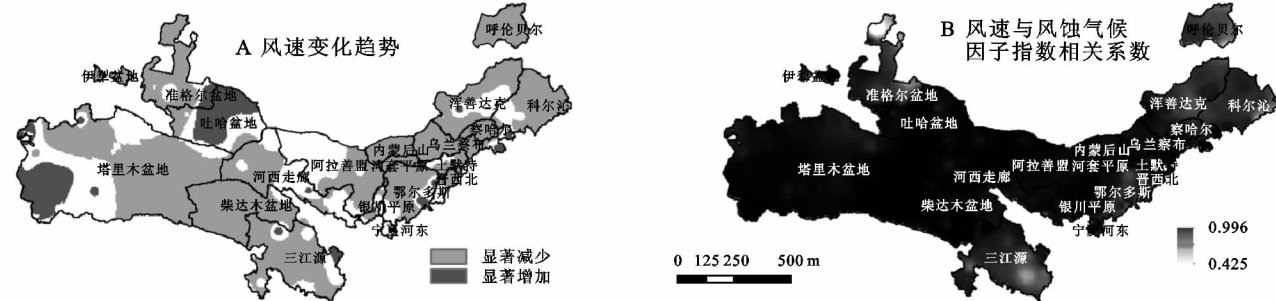 A 风速变化趋势
伊犁盆地
准格尔盆地
吐哈盆地
塔里木盆地
河西走廊
柴达木盆地
三江源
阿拉善盟
内蒙后山
河套平原
银川平原
宁夏河东
鄂尔多斯
乌兰察布
土默特
晋西北
察哈尔
浑善达克
科尔沁
呼伦贝尔
显著减少
显著增加
B 风速与风蚀气候
因子指数相关系数
呼伦贝尔
准格尔盆地
吐哈盆地
塔里木盆地
河西走廊
柴达木盆地
三江源
阿拉善盟
内蒙后山
河套平原
银川平原
宁夏河东
鄂尔多斯
乌兰察布
土默
晋西北
察哈尔
浑善达克
科尔沁
0 125 250 500 m
0.996
0.425